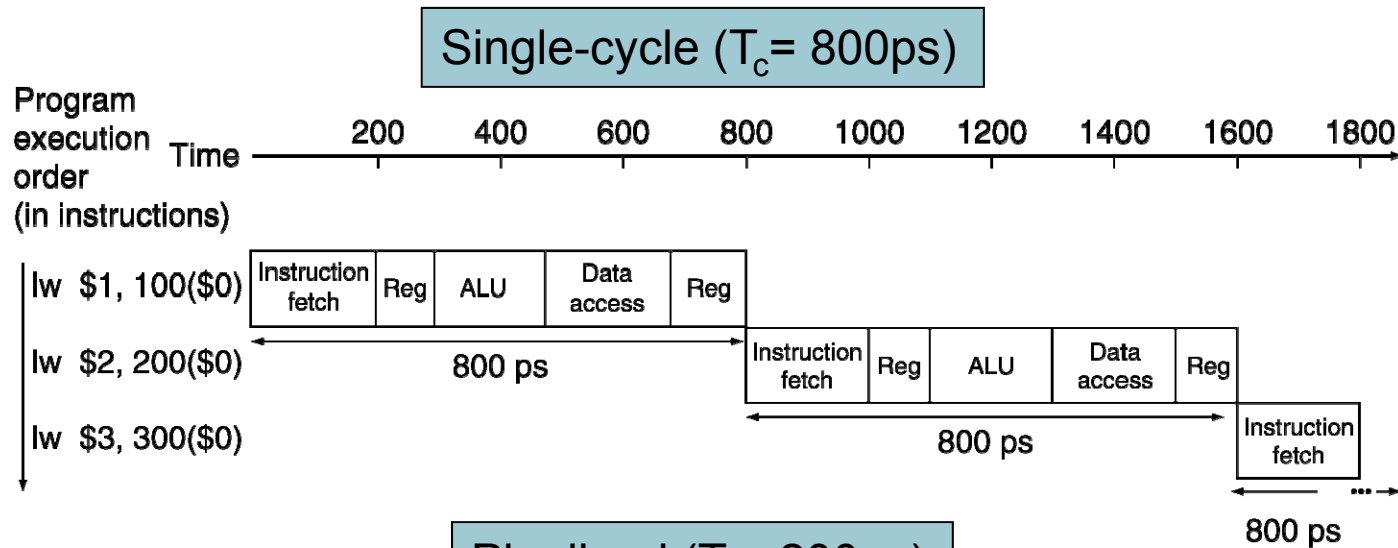 Single-cycle (Tc= 800ps)
Program
execution
order
(in instructions)
Time
200 400 600 800 1000 1200 1400 1600 1800
lw $1, 100($0)
Instruction
fetch
Reg
ALU
Data
access
Reg
800 ps
lw $2, 200($0)
Instruction
fetch
Reg
ALU
Data
access
Reg
800 ps
lw $3, 300($0)
Instruction
fetch
...
800 ps